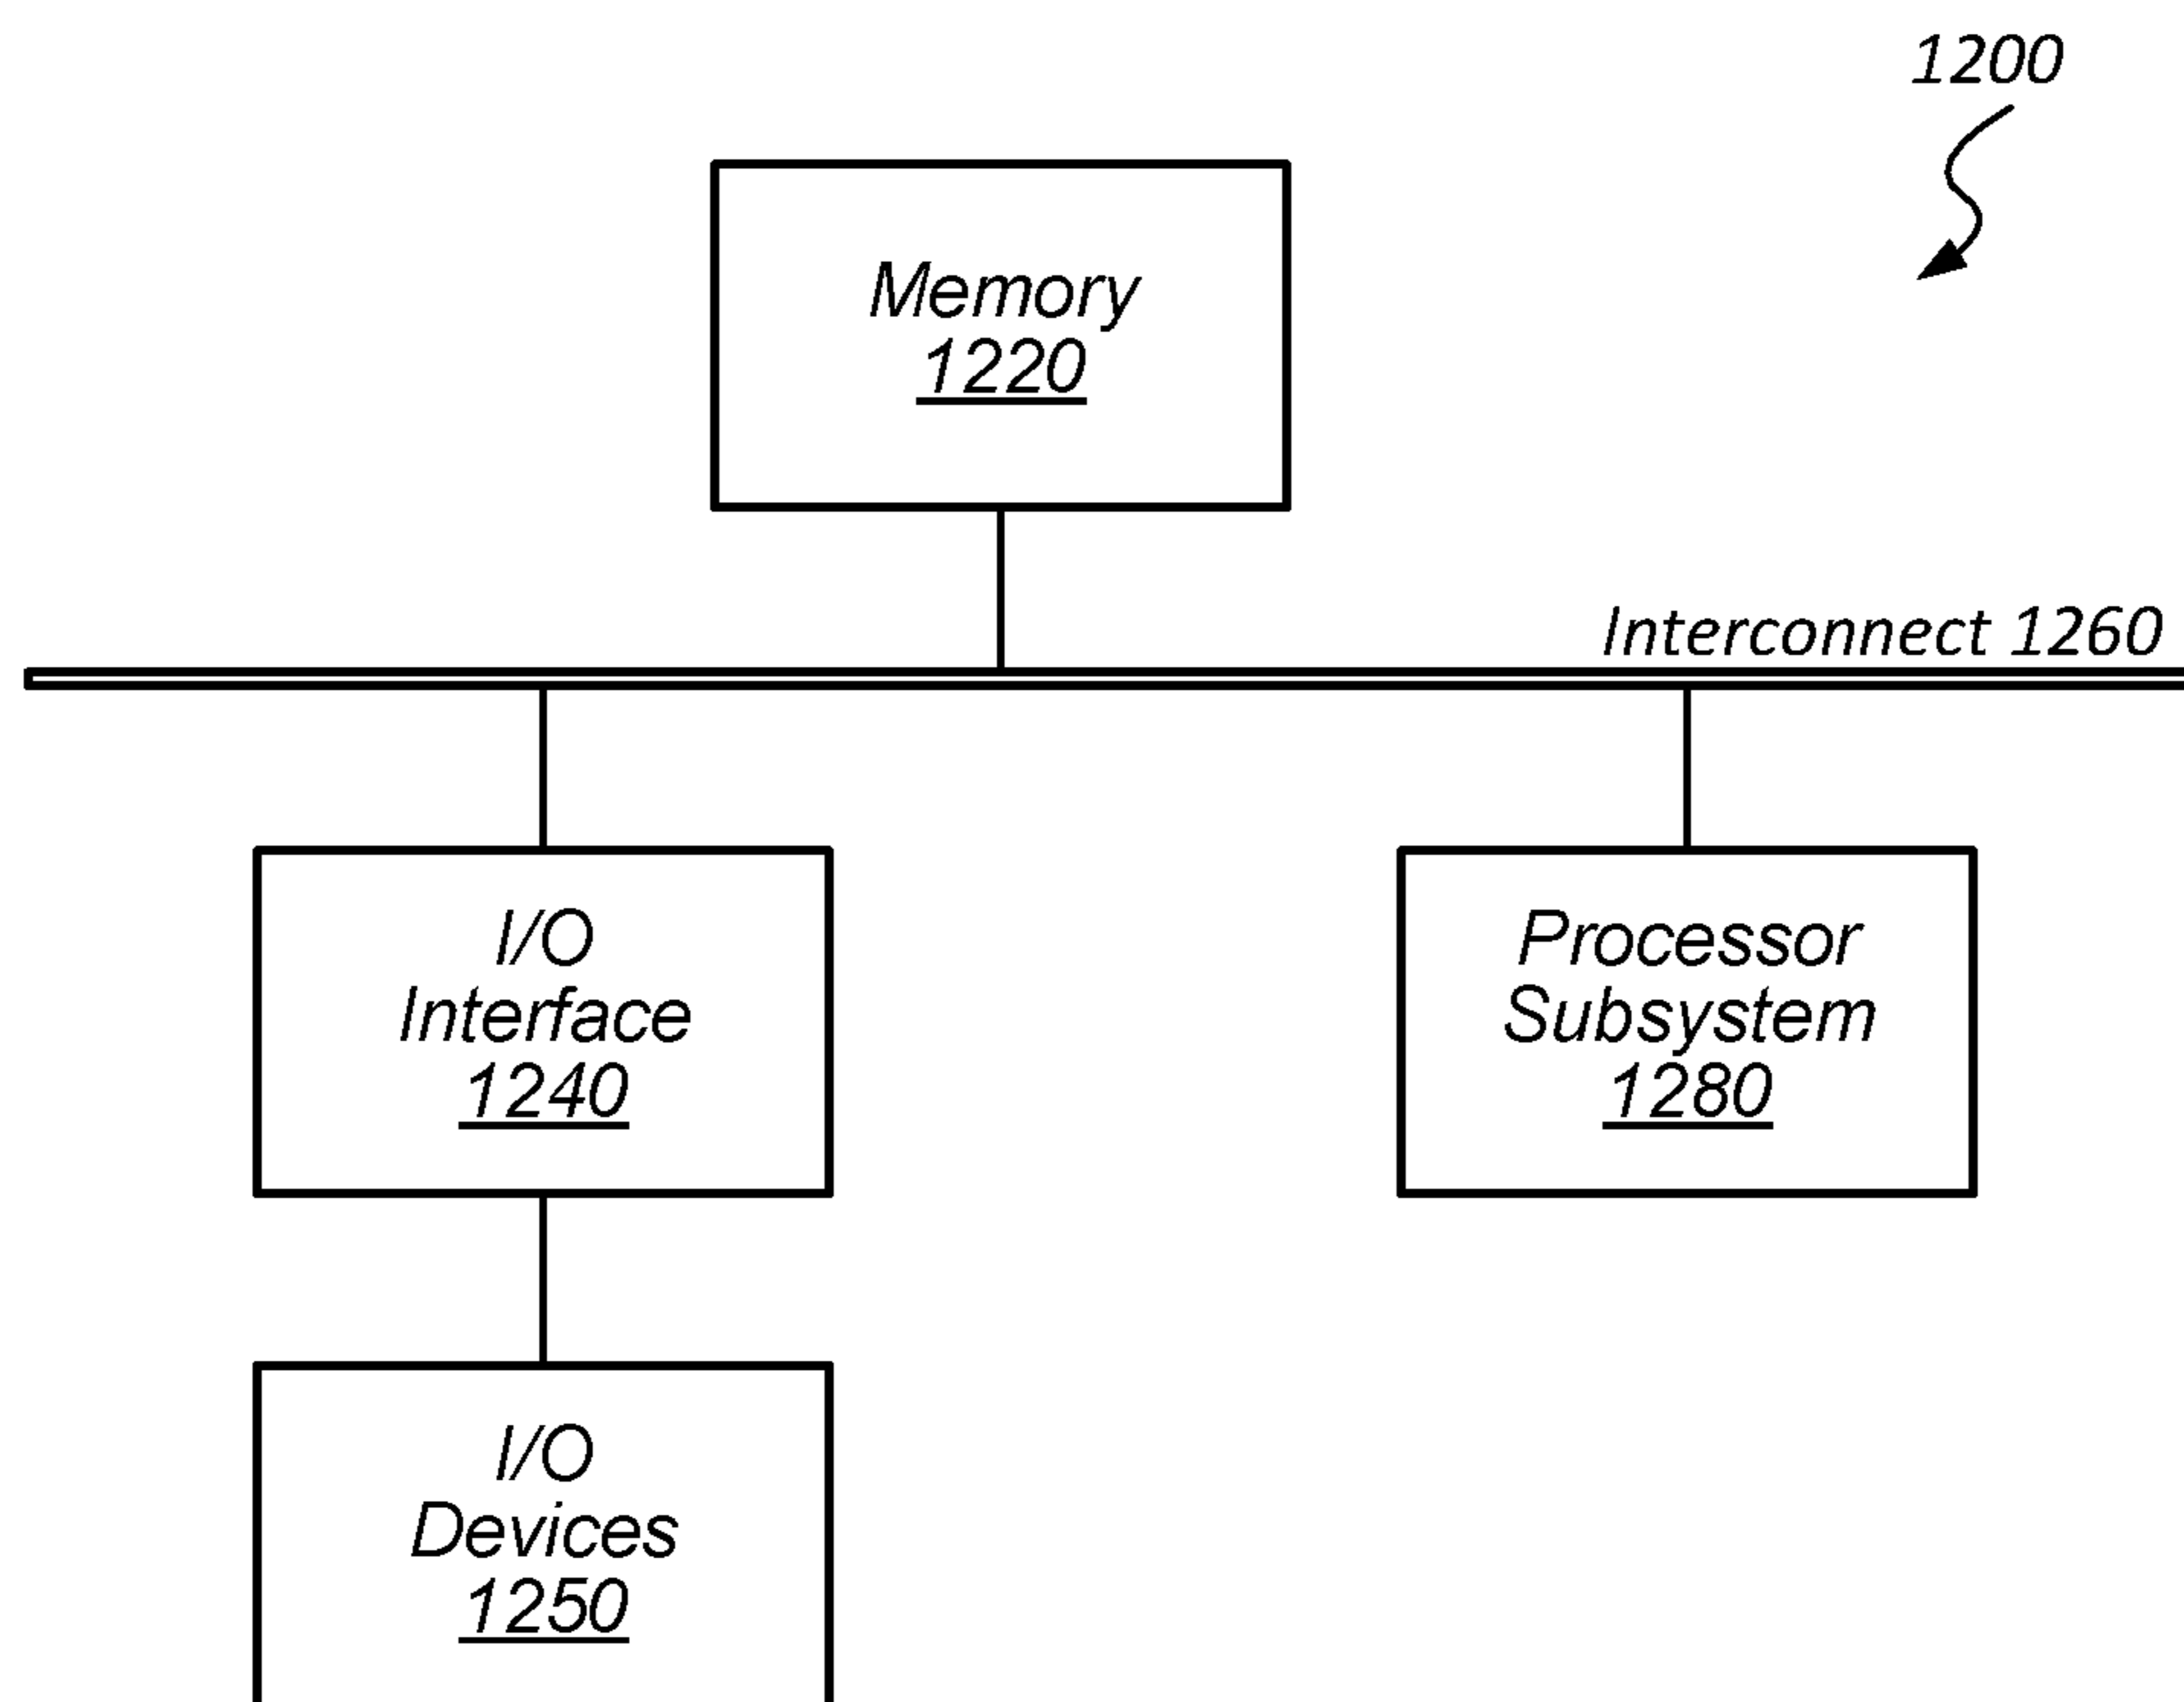 1200
Memory
1220
Interconnect 1260
I/O
Interface
1240
Processor
Subsystem
1280
I/O
Devices
1250